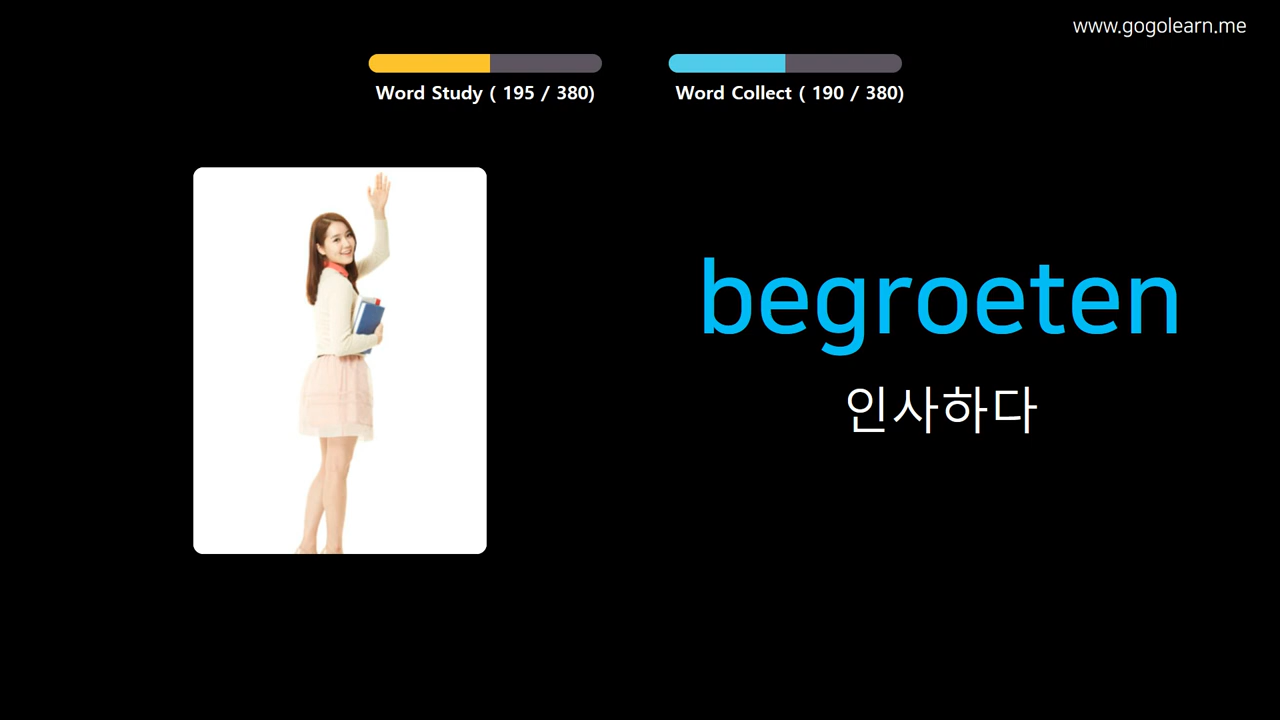 www.gogolearn.me
Word Study ( 195 / 380)
Word Collect ( 190 / 380)
begroeten
인사하다